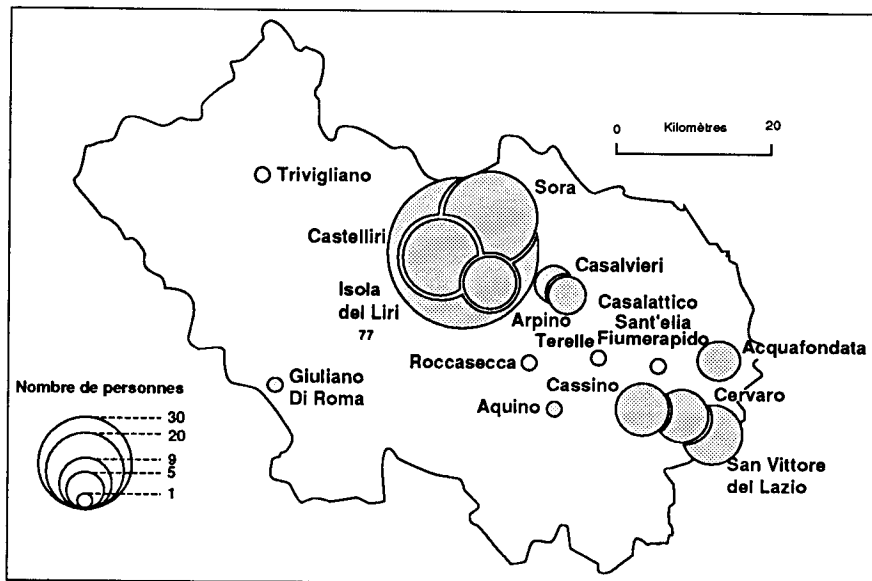 0 Kilomètres 20
Trivigliano
Sora
Castelliri
Casalvieri
Isola
del Liri
77
Arpino
Casalattico
Sant'elia
Terelle
Fiumerapido
Acquafondata
Roccasecca
Giuliano
Di Roma
Cassino
Cervaro
Aquino
San Vittore
del Lazio
Nombre de personnes
30
20
9
5
1